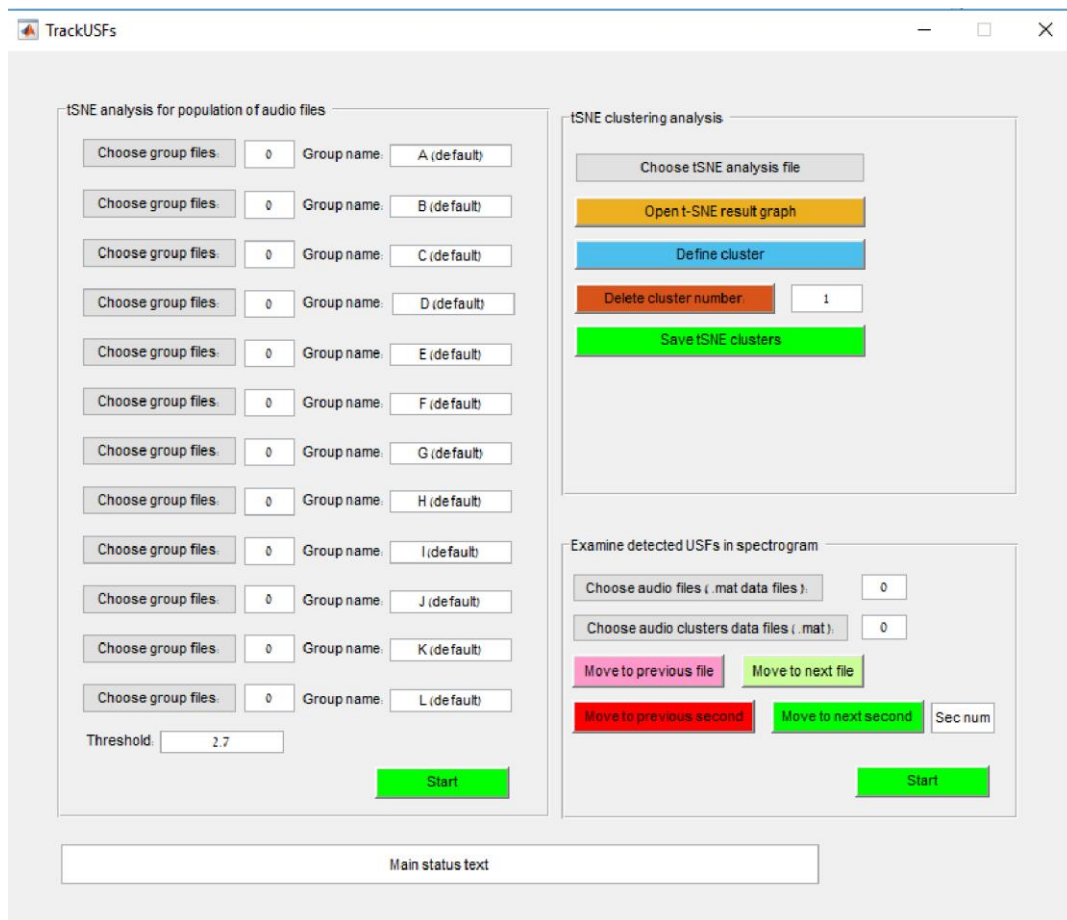 TrackUSFs
tSNE analysis for population of audio files
Choose group files: 0 Group name: A (default)
Choose group files: 0 Group name: B (default)
Choose group files: 0 Group name: C (default)
Choose group files: 0 Group name: D (default)
Choose group files: 0 Group name: E (default)
Choose group files: 0 Group name: F (default)
Choose group files: 0 Group name: G (default)
Choose group files: 0 Group name: H (default)
Choose group files: 0 Group name: I (default)
Choose group files: 0 Group name: J (default)
Choose group files: 0 Group name: K (default)
Choose group files: 0 Group name: L (default)
Threshold: 2.7
Start
tSNE clustering analysis
Choose tSNE analysis file
Open t-SNE result graph
Define cluster
Delete cluster number: 1
Save tSNE clusters
Examine detected USFs in spectrogram
Choose audio files (.mat data files): 0
Choose audio clusters data files (.mat): 0
Move to previous file Move to next file
Move to previous second Move to next second Sec num
Start
Main status text